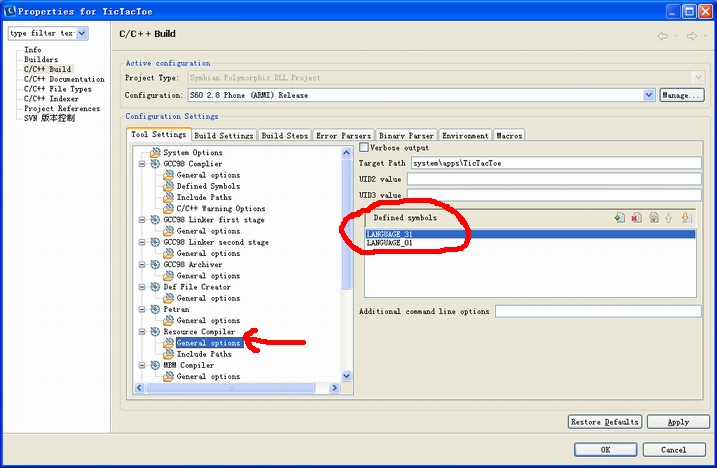 Properties for TicTacToe
type filter tex
C/C++ Build
Info
Builders
C/C++ Build
C/C++ Documentation
C/C++ File Types
C/C++ Indexer
Project References
SVN 版本控制
Active configuration
Project Type:
Symbian Polymorphic DLL Project
Configuration:
S60 2.8 Phone (ARMI) Release
Manage...
Configuration Settings
Tool Settings
Build Settings
Build Steps
Error Parsers
Binary Parser
Environment
Macros
System Options
GCC98 Complier
General options
Defined Symbols
Include Paths
C/C++ Warning Options
GCC98 Linker first stage
General options
GCC98 Linker second stage
General options
GCC98 Archiver
General options
Def File Creator
General options
Petran
General options
Resource Compiler
General options
Include Paths
MBM Compiler
General options
Verbose output
Target Path
system\apps\TicTacToe
UID2 value
UID3 value
Defined symbols
LANGUAGE_31
LANGUAGE_01
Additional command line options
Restore Defaults
Apply
OK
Cancel